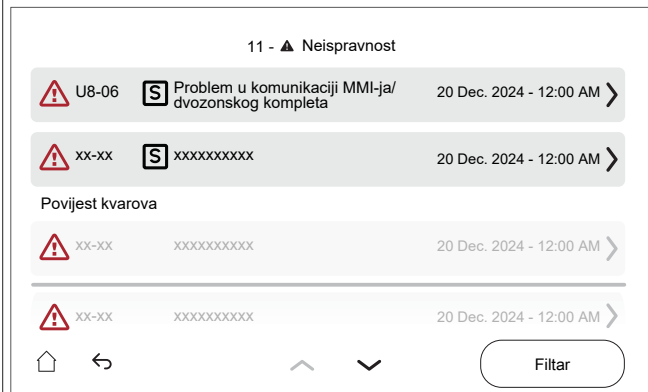 11 - Neispravnost
U8-06 S Problem u komunikaciji MMI-ja/ 20 Dec. 2024 - 12:00 AM
dvozonskog kompleta
xx-xx S xxxxxxxxxx 20 Dec. 2024 - 12:00 AM
Povijest kvarova
xx-xx xxxxxxxxxx 20 Dec. 2024 - 12:00 AM
xx-xx xxxxxxxxxx 20 Dec. 2024 - 12:00 AM
Filtar